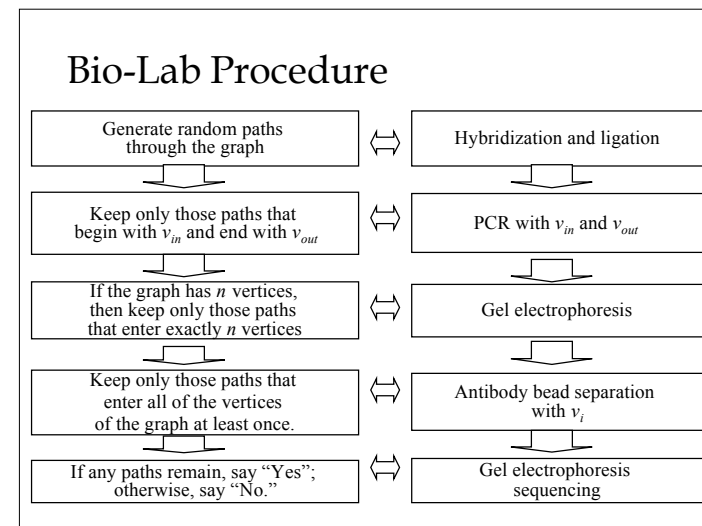 Bio-Lab Procedure
Generate random paths
through the graph
Hybridization and ligation
Keep only those paths that
begin with v_in and end with v_out
PCR with v_in and v_out
If the graph has n vertices,
then keep only those paths
that enter exactly n vertices
Gel electrophoresis
Keep only those paths that
enter all of the vertices
of the graph at least once.
Antibody bead separation
with v_i
If any paths remain, say “Yes”;
otherwise, say “No.”
Gel electrophoresis
sequencing